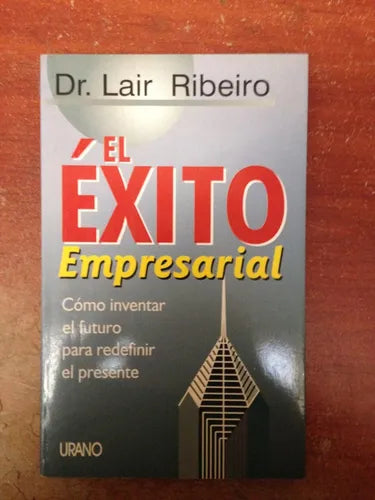 Dr. Lair Ribeiro
EL
ÉXITO
Empresarial
Cómo inventar
el futuro
para redefinir
el presente
URANO